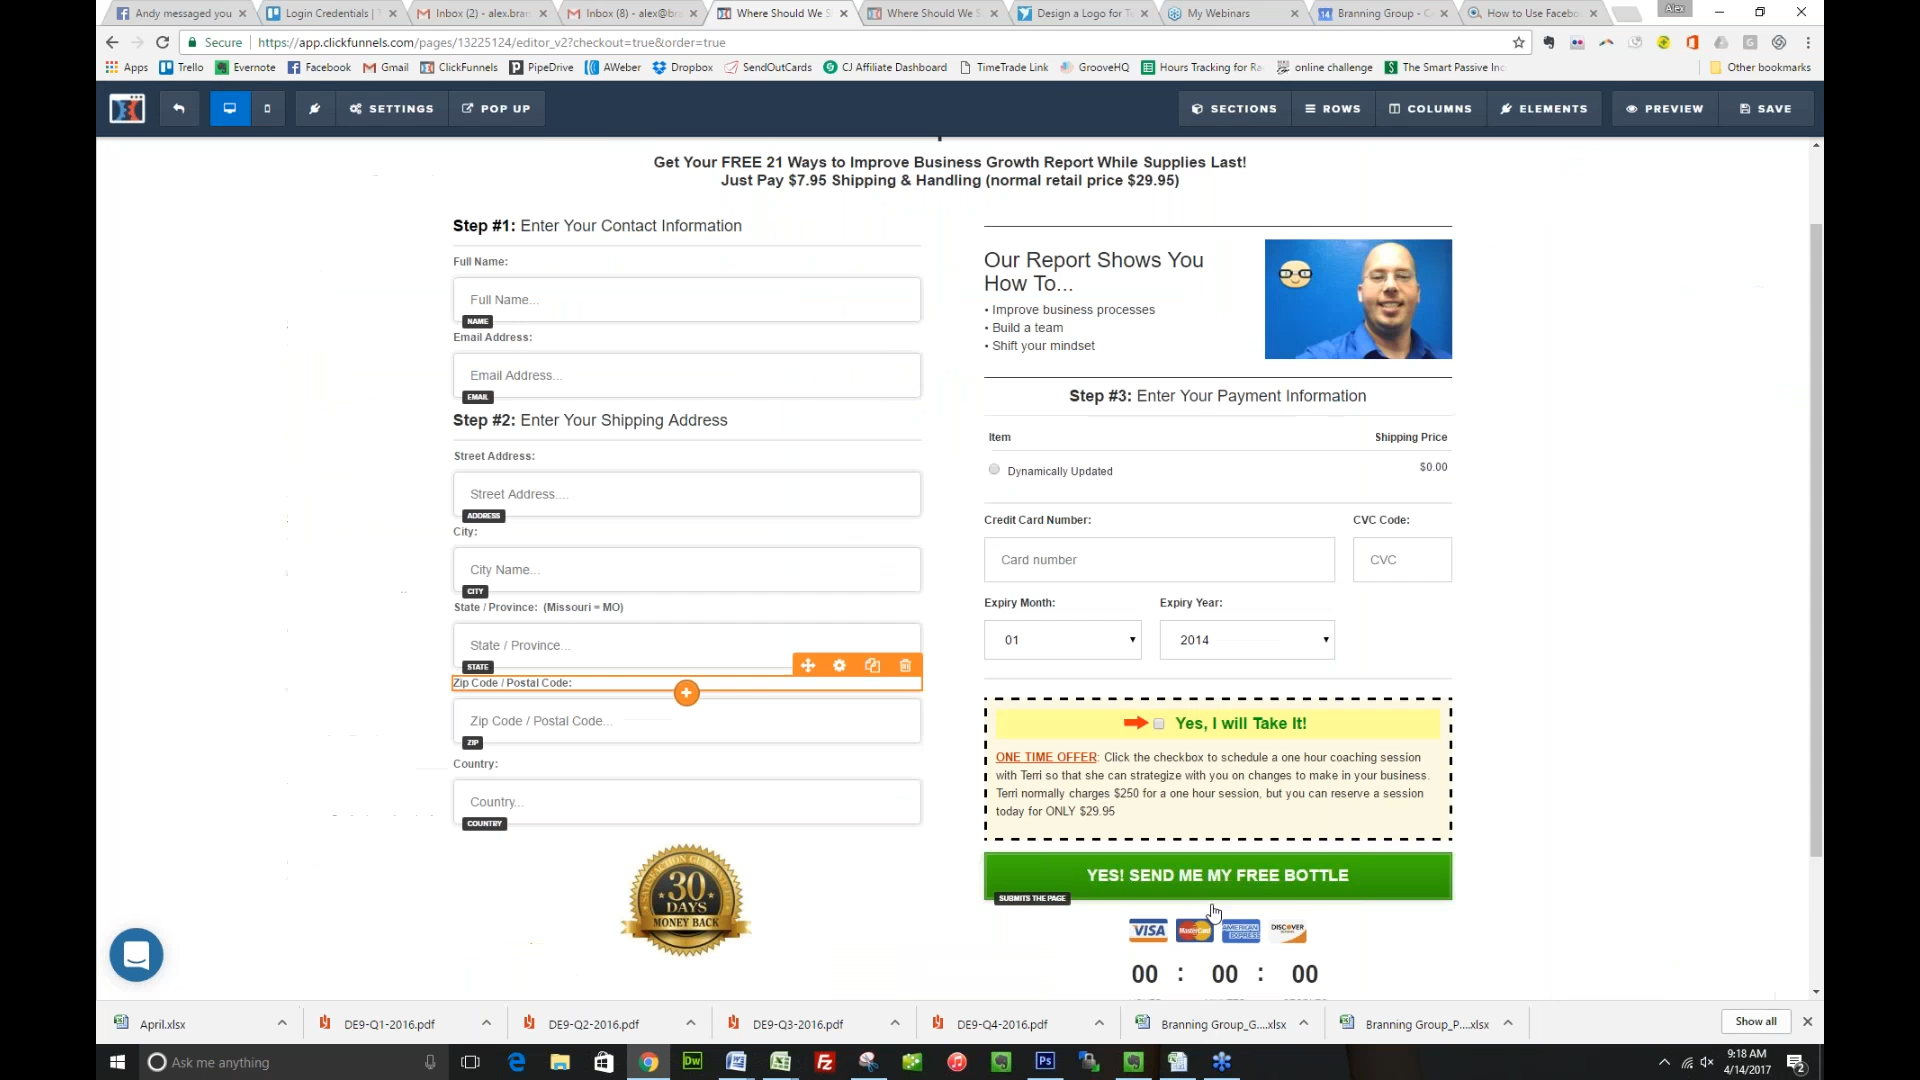 Andy messaged you
Login Credentials | T
Inbox (2) - alex.bran
Inbox (8) - alex@bra
Where Should We S
Where Should We S
Design a Logo for Te
My Webinars
Branning Group - C
How to Use Facebo
Alex
Secure
https://app.clickfunnels.com/pages/13225124/editor_v2?checkout=true&order=true
Apps
Trello
Evernote
Facebook
Gmail
ClickFunnels
PipeDrive
AWeber
Dropbox
SendOutCards
CJ Affiliate Dashboard
TimeTrade Link
GrooveHQ
Hours Tracking for Ra
online challenge
The Smart Passive Inc
Other bookmarks
SETTINGS
POP UP
SECTIONS
ROWS
COLUMNS
ELEMENTS
PREVIEW
SAVE
Get Your FREE 21 Ways to Improve Business Growth Report While Supplies Last!
Just Pay $7.95 Shipping & Handling (normal retail price $29.95)
Step #1: Enter Your Contact Information
Full Name:
Full Name...
NAME
Email Address:
Email Address...
EMAIL
Step #2: Enter Your Shipping Address
Street Address:
Street Address....
ADDRESS
City:
City Name...
CITY
State / Province: (Missouri = MO)
State / Province...
STATE
Zip Code / Postal Code:
Zip Code / Postal Code...
ZIP
Country:
Country...
COUNTRY
SATISFACTION GUARANTEED
30
DAYS
MONEY BACK
Our Report Shows You
How To...
• Improve business processes
• Build a team
• Shift your mindset
Step #3: Enter Your Payment Information
Item
Shipping Price
Dynamically Updated
$0.00
Credit Card Number:
CVC Code:
Card number
CVC
Expiry Month:
Expiry Year:
01
2014
Yes, I will Take It!
ONE TIME OFFER: Click the checkbox to schedule a one hour coaching session
with Terri so that she can strategize with you on changes to make in your business.
Terri normally charges $250 for a one hour session, but you can reserve a session
today for ONLY $29.95
YES! SEND ME MY FREE BOTTLE
SUBMITS THE PAGE
VISA
MasterCard
AMERICAN EXPRESS
DISCOVER
00 : 00 : 00
April.xlsx
DE9-Q1-2016.pdf
DE9-Q2-2016.pdf
DE9-Q3-2016.pdf
DE9-Q4-2016.pdf
Branning Group_G....xlsx
Branning Group_P....xlsx
Show all
Ask me anything
Dw
Fz
Ps
9:18 AM
4/14/2017
2